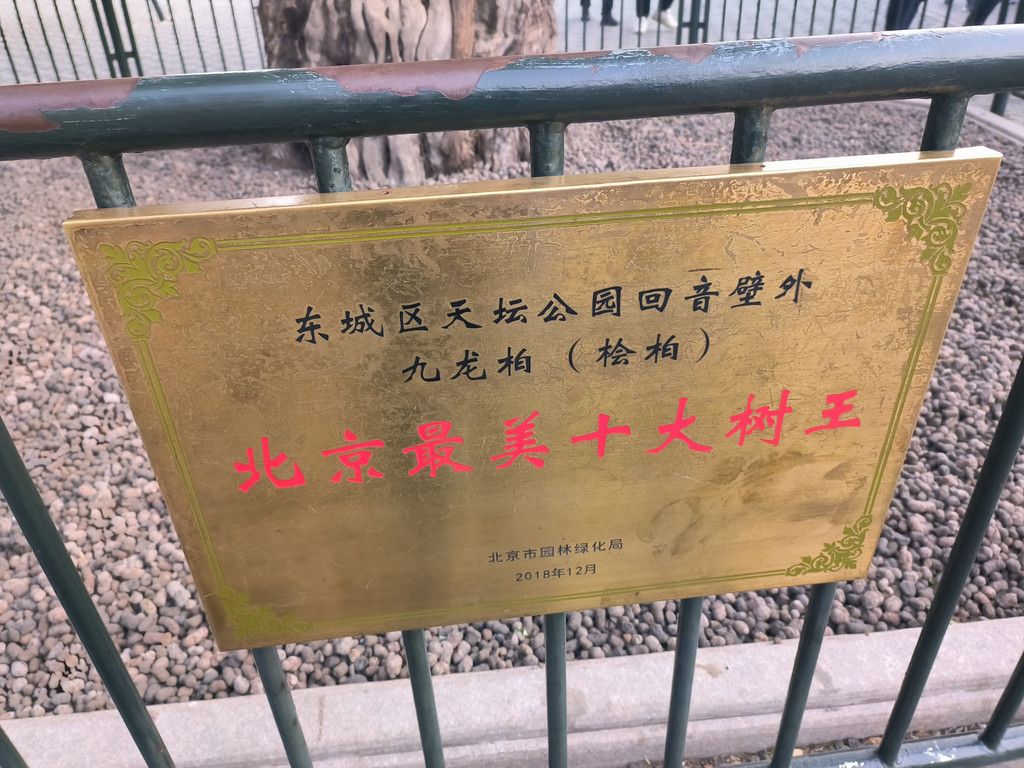 东城区天坛公园回音壁外
九龙柏（桧柏）
北京最美十大树王
北京市园林绿化局
2018年12月